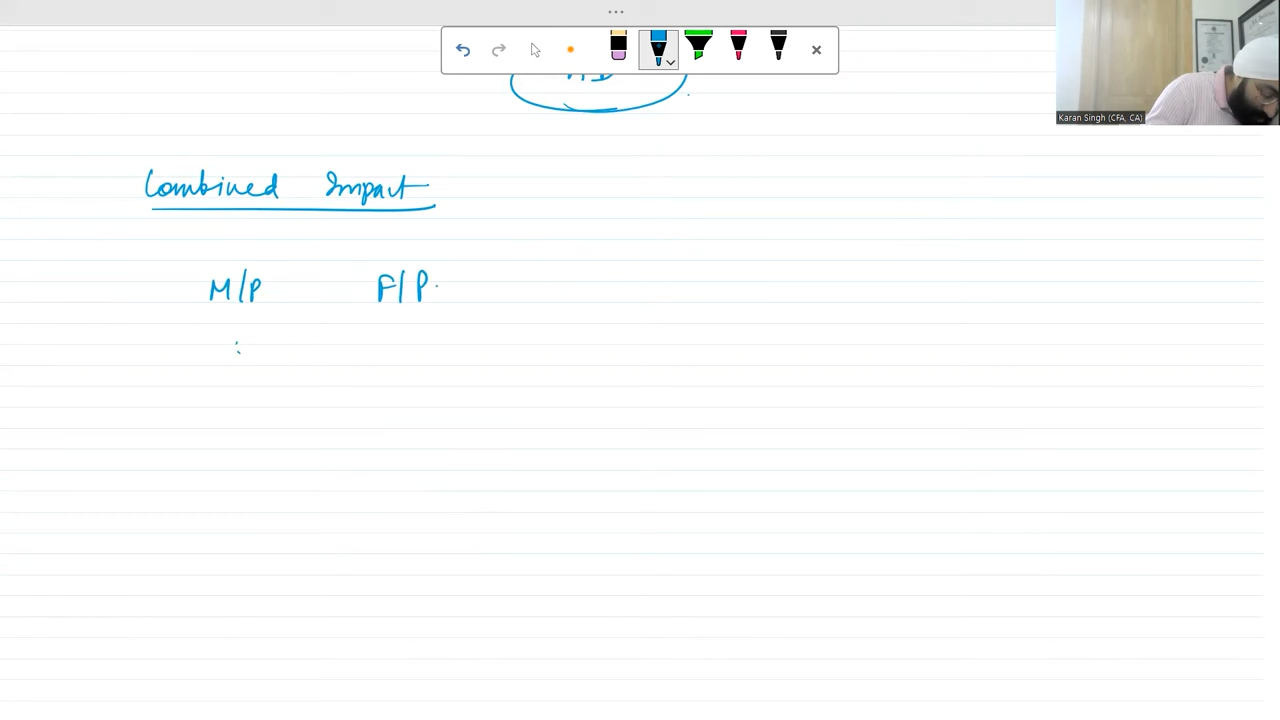 Karan Singh (CFA, CA)
Combined Impact
M/P F/P.